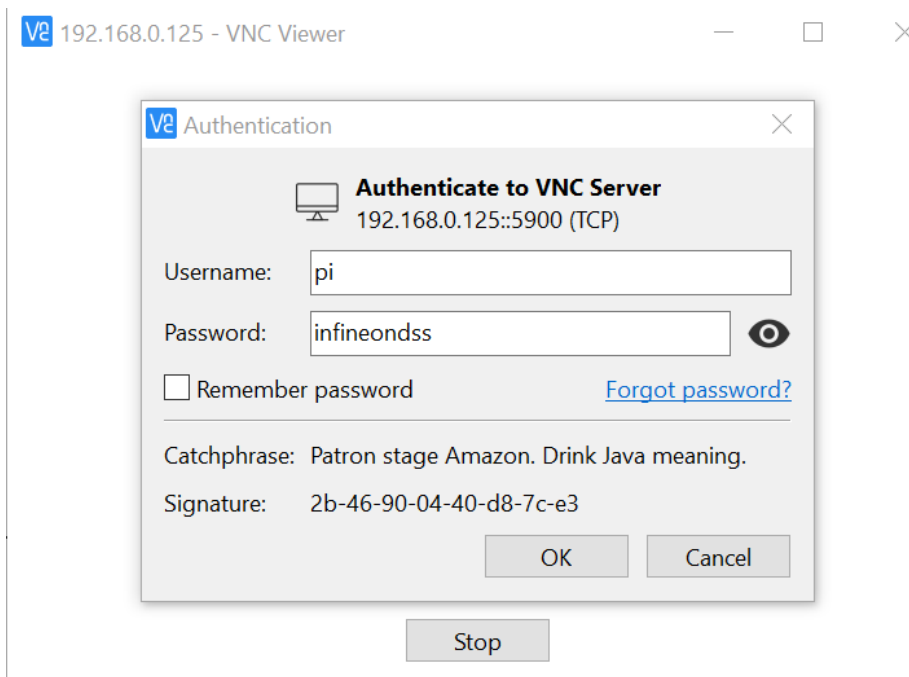 192.168.0.125 - VNC Viewer
Authentication
Authenticate to VNC Server
192.168.0.125::5900 (TCP)
Username: pi
Password: infineondss
Remember password Forgot password?
Catchphrase: Patron stage Amazon. Drink Java meaning.
Signature: 2b-46-90-04-40-d8-7c-e3
OK Cancel
Stop